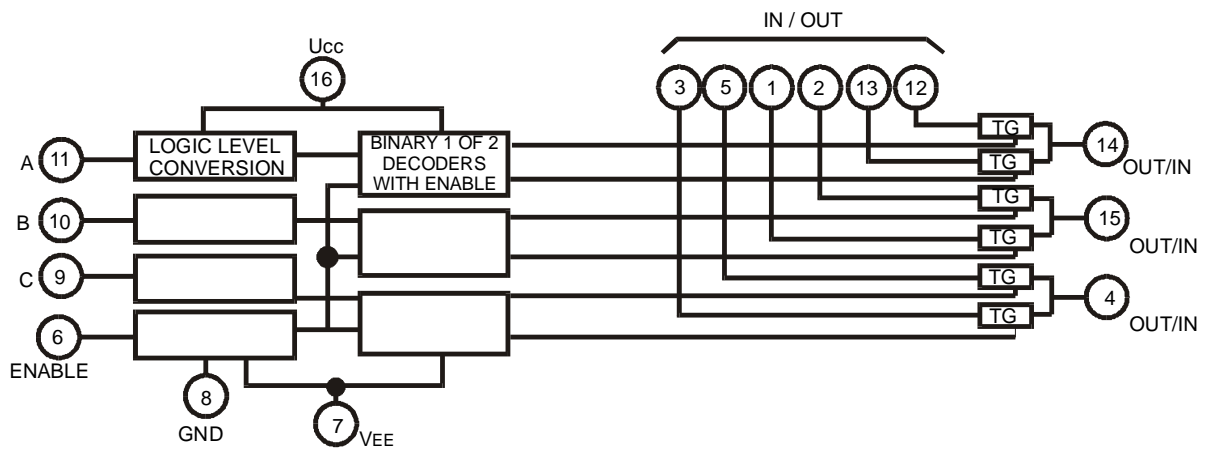 IN / OUT
Ucc
16
3 5 1 2 13 12
A 11
LOGIC LEVEL
CONVERSION
BINARY 1 OF 2
DECODERS
WITH ENABLE
TG
TG
14
OUT/IN
B 10
TG
TG
15
OUT/IN
C 9
TG
TG
4
OUT/IN
6
ENABLE
8
GND
7
VEE